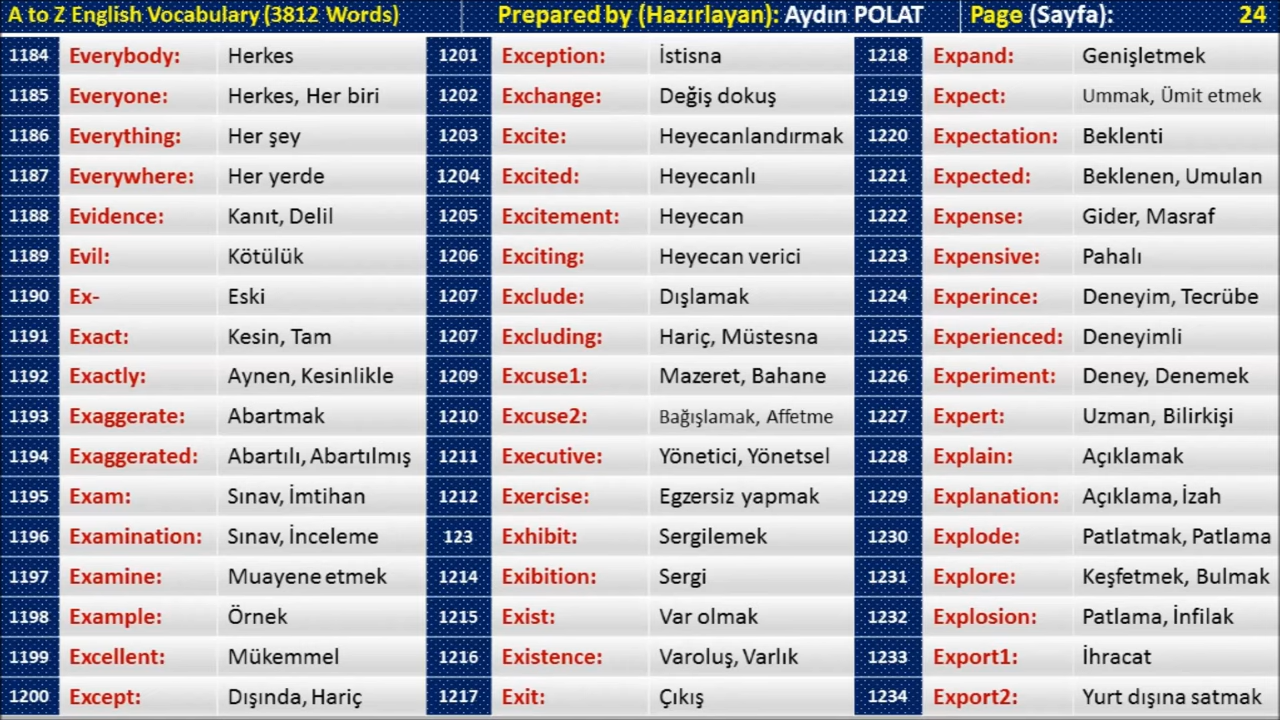 A to Z English Vocabulary (3812 Words) Prepared by (Hazırlayan): Aydın POLAT Page (Sayfa): 24
1184 Everybody: Herkes
1185 Everyone: Herkes, Her biri
1186 Everything: Her şey
1187 Everywhere: Her yerde
1188 Evidence: Kanıt, Delil
1189 Evil: Kötülük
1190 Ex- Eski
1191 Exact: Kesin, Tam
1192 Exactly: Aynen, Kesinlikle
1193 Exaggerate: Abartmak
1194 Exaggerated: Abartılı, Abartılmış
1195 Exam: Sınav, İmtihan
1196 Examination: Sınav, İnceleme
1197 Examine: Muayene etmek
1198 Example: Örnek
1199 Excellent: Mükemmel
1200 Except: Dışında, Hariç
1201 Exception: İstisna
1202 Exchange: Değiş dokuş
1203 Excite: Heyecanlandırmak
1204 Excited: Heyecanlı
1205 Excitement: Heyecan
1206 Exciting: Heyecan verici
1207 Exclude: Dışlamak
1207 Excluding: Hariç, Müstesna
1209 Excuse1: Mazeret, Bahane
1210 Excuse2: Bağışlamak, Affetme
1211 Executive: Yönetici, Yönetsel
1212 Exercise: Egzersiz yapmak
123 Exhibit: Sergilemek
1214 Exibition: Sergi
1215 Exist: Var olmak
1216 Existence: Varoluş, Varlık
1217 Exit: Çıkış
1218 Expand:
1219 Expect: Ummak, Ümit etmek
1220 Expectation: Beklenti
1221 Expected: Beklenen, Umulan
1222 Expense: Gider, Masraf
1223 Expensive: Pahalı
1224 Experince: Deneyim, Tecrübe
1225 Experienced: Deneyimli
1226 Experiment: Deney, Denemek
1227 Expert: Uzman, Bilirkişi
1228 Explain: Açıklamak
1229 Explanation: Açıklama, İzah
1230 Explode: Patlatmak, Patlama
1231 Explore: Keşfetmek, Bulmak
1232 Explosion: Patlama, İnfilak
1233 Export1: İhraç
1234 Export2: satmak